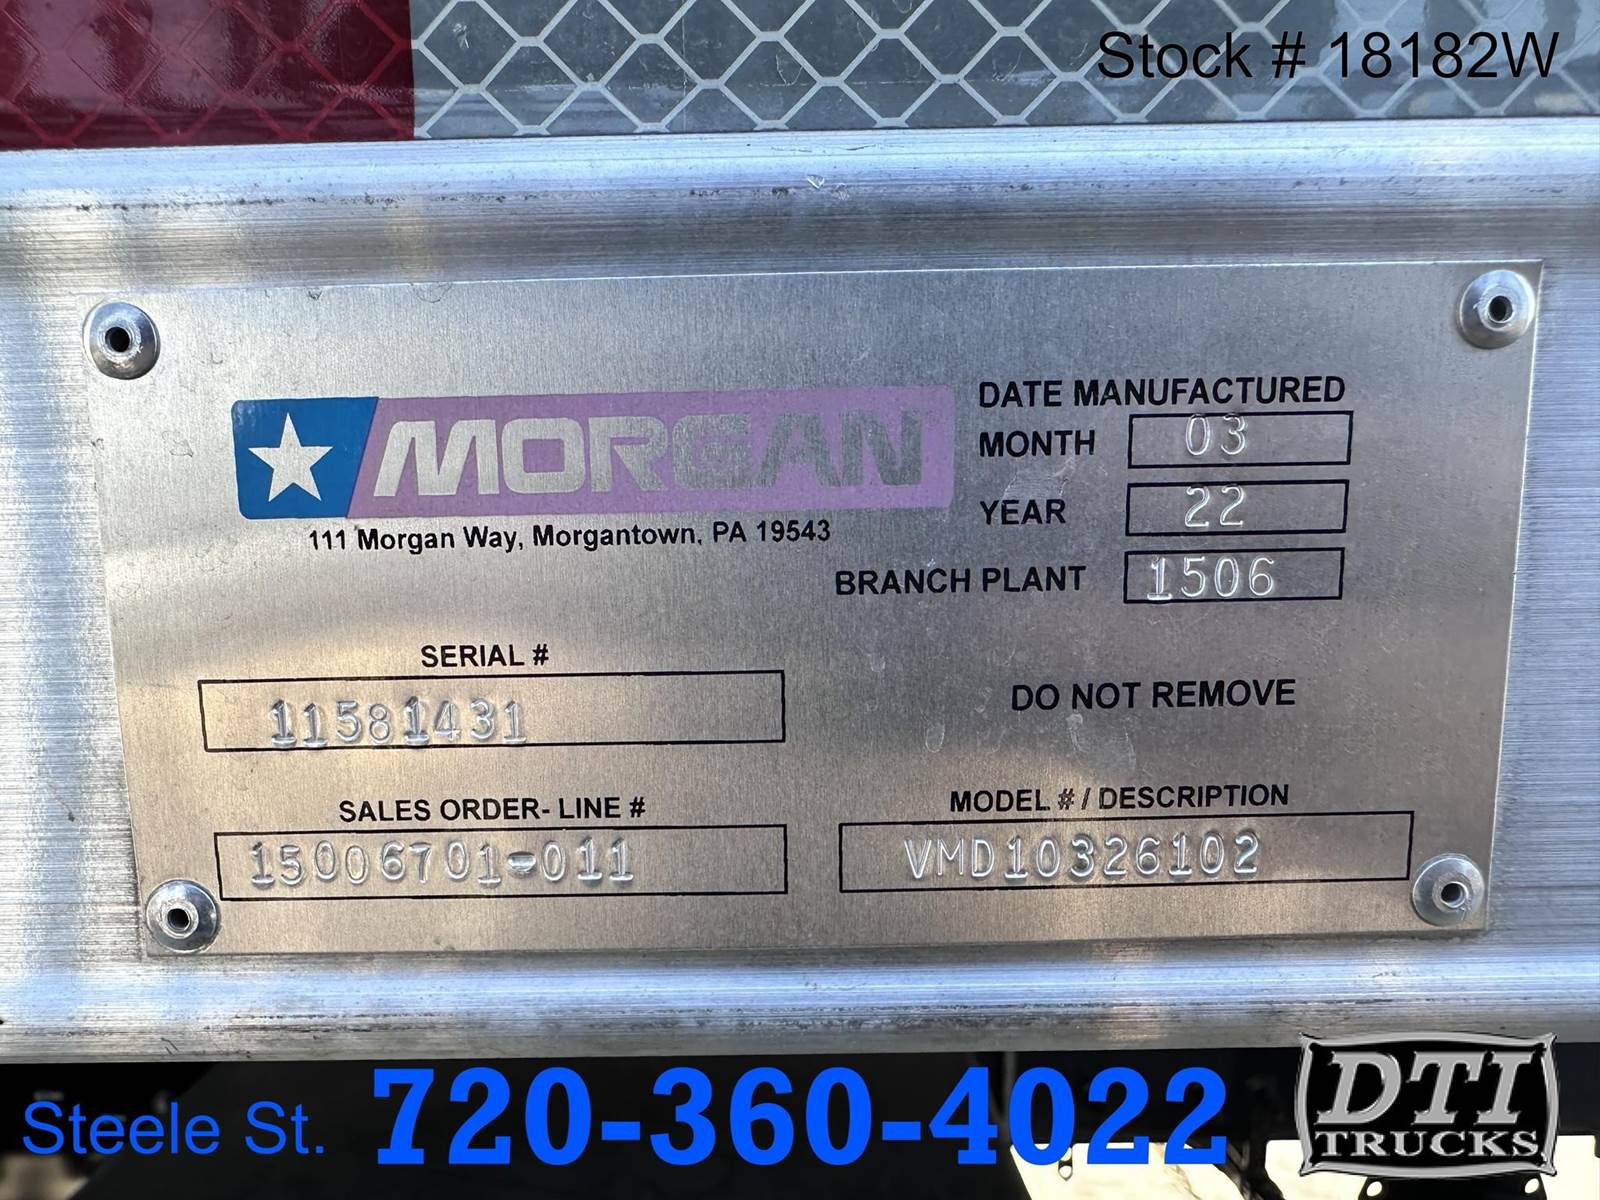 Stock # 18182W
MORGAN
111 Morgan Way, Morgantown, PA 19543
DATE MANUFACTURED
MONTH 03
YEAR 22
BRANCH PLANT 1506
SERIAL #
11581431
DO NOT REMOVE
SALES ORDER- LINE #
15006701-011
MODEL # / DESCRIPTION
VMD10326102
Steele St. 720-360-4022
DTI
TRUCKS